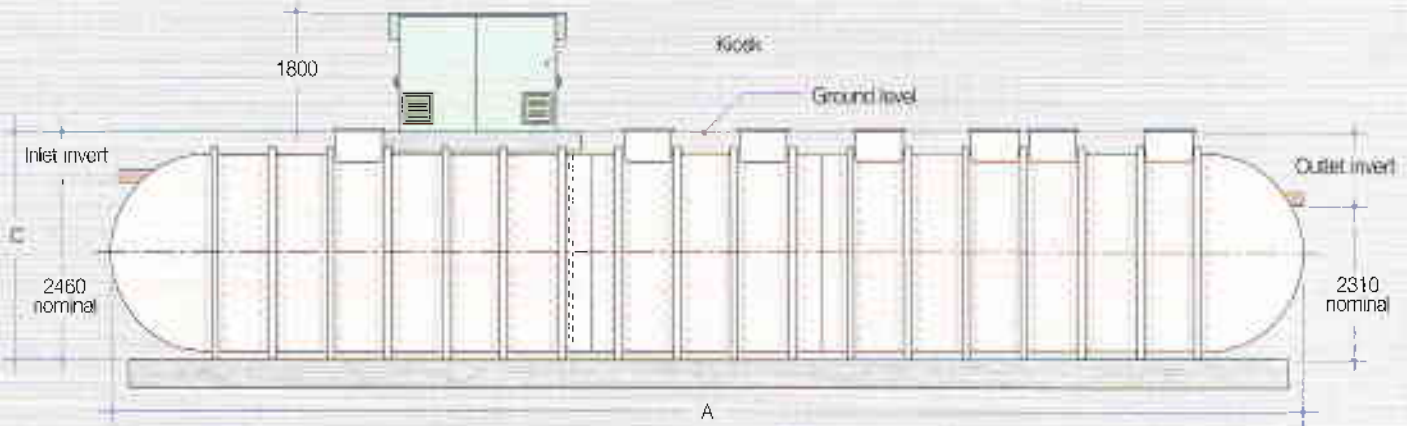 1800
Kiosk
Ground level
Inlet invert
Outlet invert
C
2460
nominal
2310
nominal
A